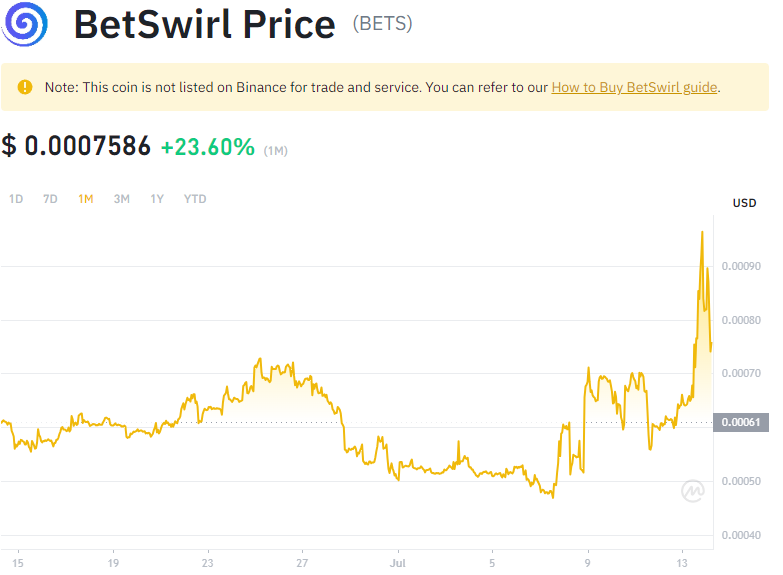 BetSwirl Price (BETS)
Note: This coin is not listed on Binance for trade and service. You can refer to our How to Buy BetSwirl guide.
$ 0.0007586 +23.60% (1M)
1D 7D 1M 3M 1Y YTD
USD
0.00090
0.00080
0.00070
0.00061
0.00050
0.00040
15 19 23 27 Jul 5 9 13